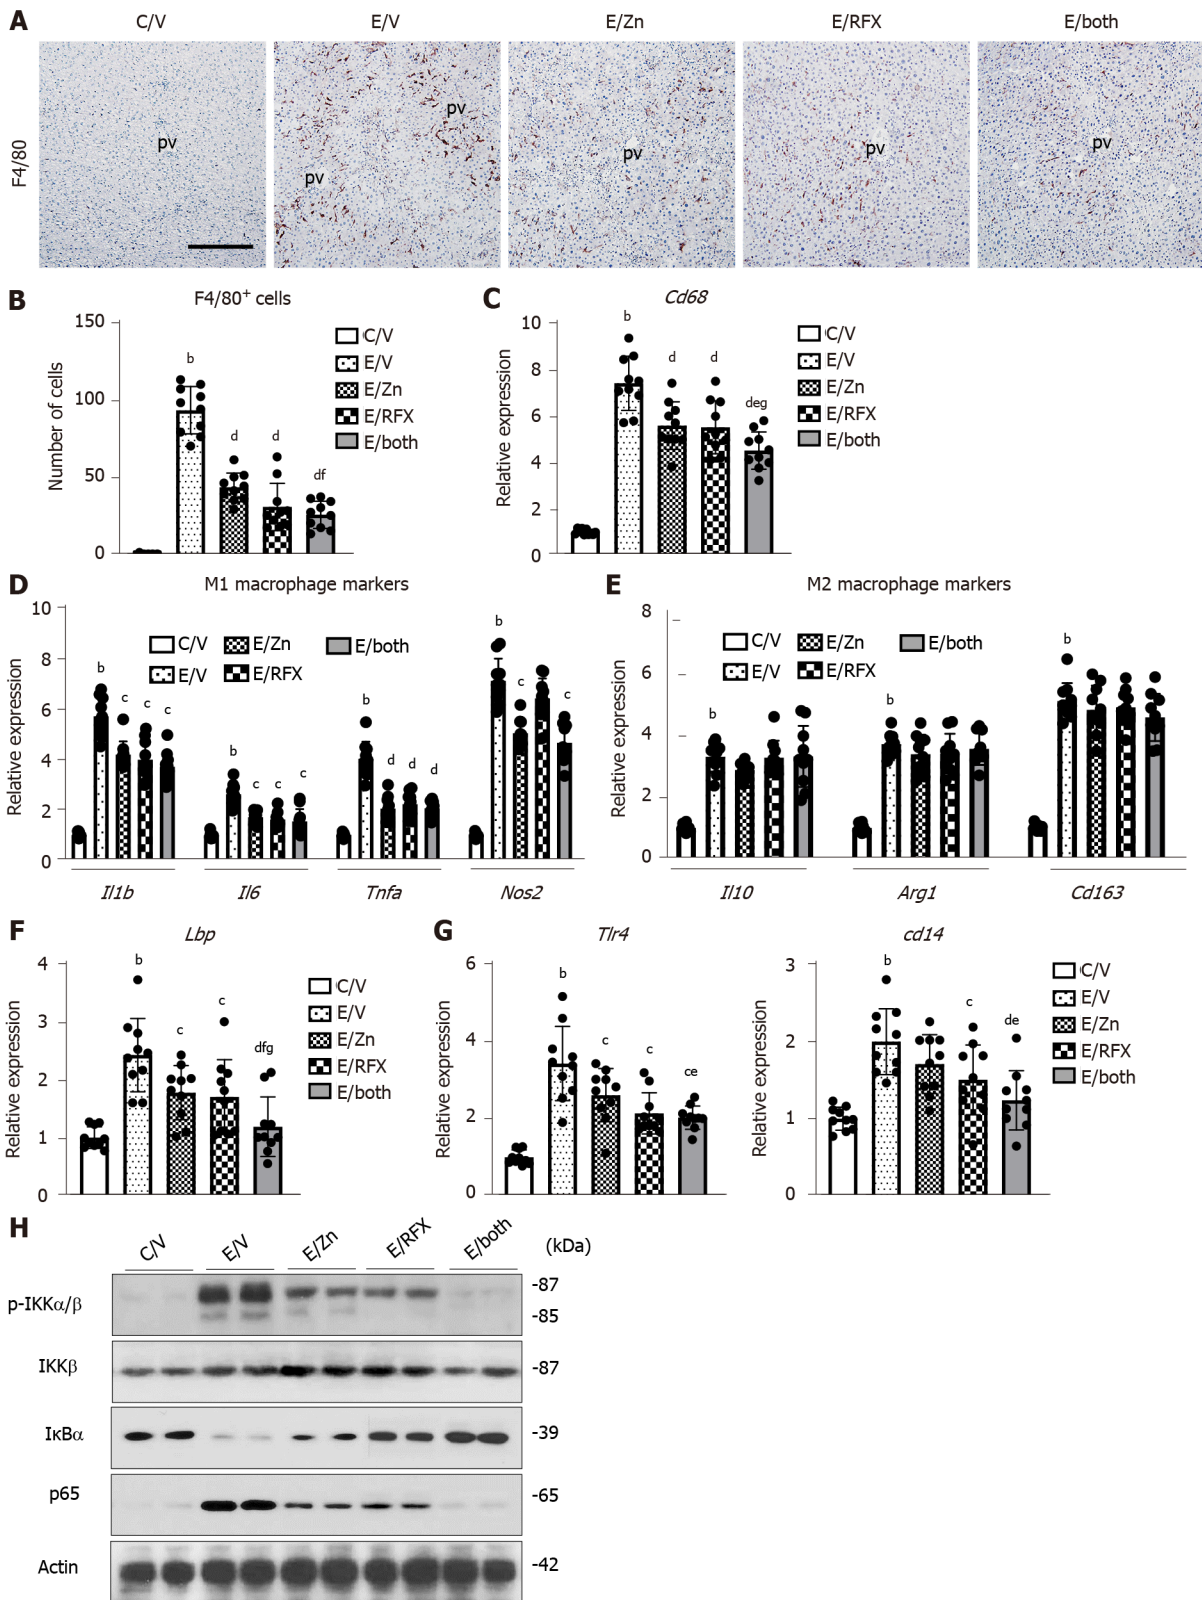 A
C/V E/V E/Zn E/RFX E/both
F4/80
pv
pv
pv
pv
pv
pv
B
F4/80+ cells
Number of cells
150
100
50
0
b
d
d
df
C/V
E/V
E/Zn
E/RFX
E/both
C
Cd68
Relative expression
10
8
6
4
2
0
b
d
d
deg
C/V
E/V
E/Zn
E/RFX
E/both
D
M1 macrophage markers
Relative expression
10
8
6
4
2
0
C/V E/Zn E/both
E/V E/RFX
b c c c
b c c c
b d d d
b c c
Il1b Il6 Tnfa Nos2
E
M2 macrophage markers
Relative expression
8
6
4
2
0
C/V E/Zn E/both
E/V E/RFX
b
b
b
Il10 Arg1 Cd163
F
Lbp
Relative expression
4
3
2
1
0
b
c
c
dfg
C/V
E/V
E/Zn
E/RFX
E/both
G
Tlr4
Relative expression
6
4
2
0
b
c
c
ce
cd14
Relative expression
3
2
1
0
b
c
de
C/V
E/V
E/Zn
E/RFX
E/both
H
C/V E/V E/Zn E/RFX E/both (kDa)
p-IKKα/β -87
-85
IKKβ -87
IκBα -39
p65 -65
Actin -42